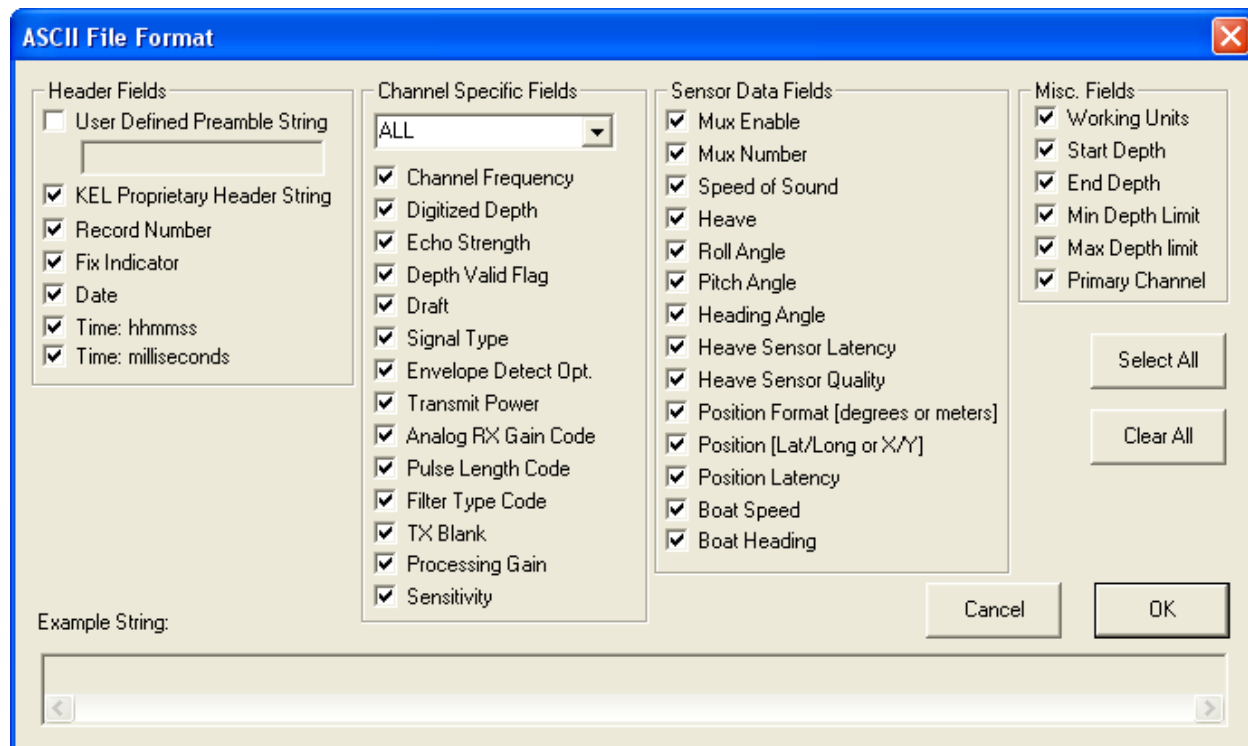 ASCII File Format
Header Fields
User Defined Preamble String
KEL Proprietary Header String
Record Number
Fix Indicator
Date
Time: hhmmss
Time: milliseconds
Channel Specific Fields
ALL
Channel Frequency
Digitized Depth
Echo Strength
Depth Valid Flag
Draft
Signal Type
Envelope Detect Opt.
Transmit Power
Analog RX Gain Code
Pulse Length Code
Filter Type Code
TX Blank
Processing Gain
Sensitivity
Sensor Data Fields
Mux Enable
Mux Number
Speed of Sound
Heave
Roll Angle
Pitch Angle
Heading Angle
Heave Sensor Latency
Heave Sensor Quality
Position Format [degrees or meters]
Position [Lat/Long or X/Y]
Position Latency
Boat Speed
Boat Heading
Misc. Fields
Working Units
Start Depth
End Depth
Min Depth Limit
Max Depth limit
Primary Channel
Select All
Clear All
Cancel
OK
Example String: